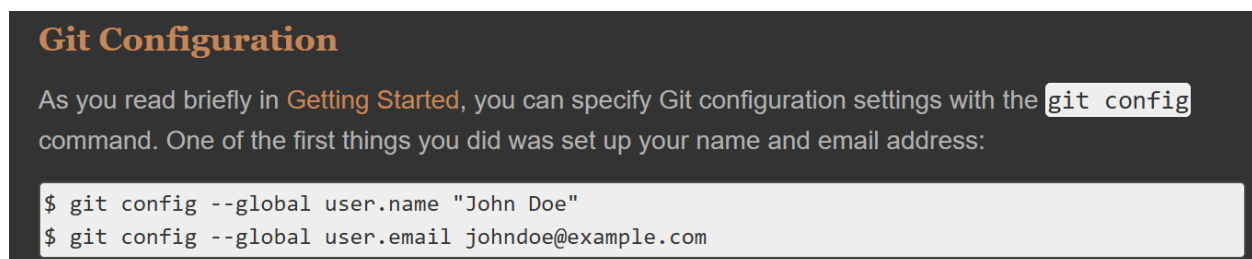 Git Configuration
As you read briefly in Getting Started, you can specify Git configuration settings with the git config
command. One of the first things you did was set up your name and email address:
$ git config --global user.name "John Doe"
$ git config --global user.email johndoe@example.com